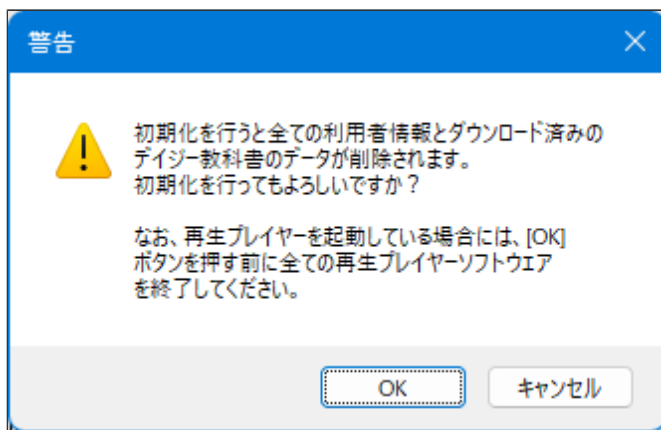 警告
初期化を行うと全ての利用者情報とダウンロード済みの
デイジー教科書のデータが削除されます。
初期化を行ってもよろしいですか？
なお、再生プレイヤーを起動している場合には、[OK]
ボタンを押す前に全ての再生プレイヤーソフトウエア
を終了してください。
OK
キャンセル